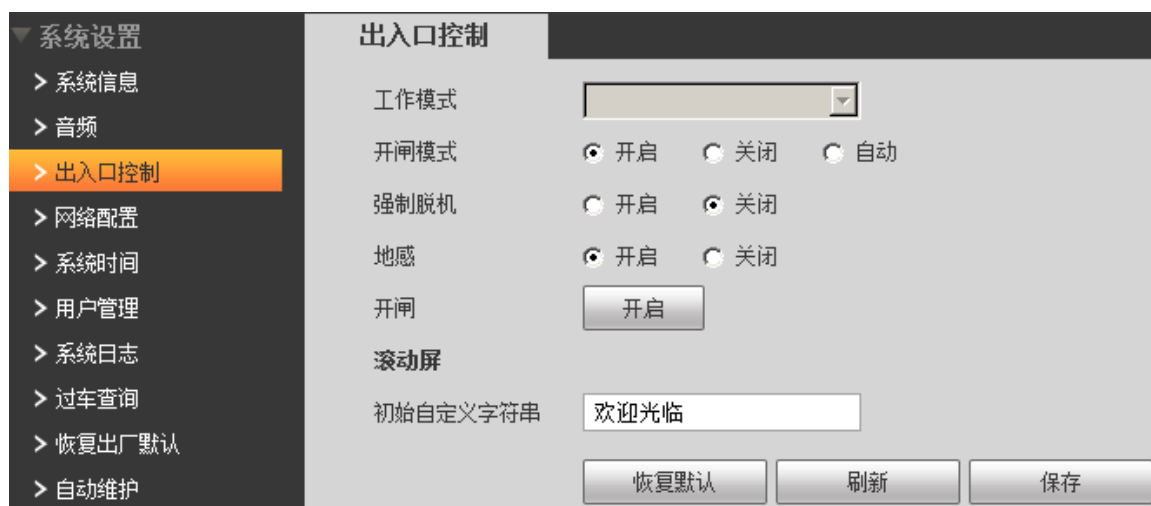 系统设置
系统信息
音频
出入口控制
网络配置
系统时间
用户管理
系统日志
过车查询
恢复出厂默认
自动维护
出入口控制
工作模式
开闸模式 开启 关闭 自动
强制脱机 开启 关闭
地感 开启 关闭
开闸 开启
滚动屏
初始自定义字符串 欢迎光临
恢复默认 刷新 保存